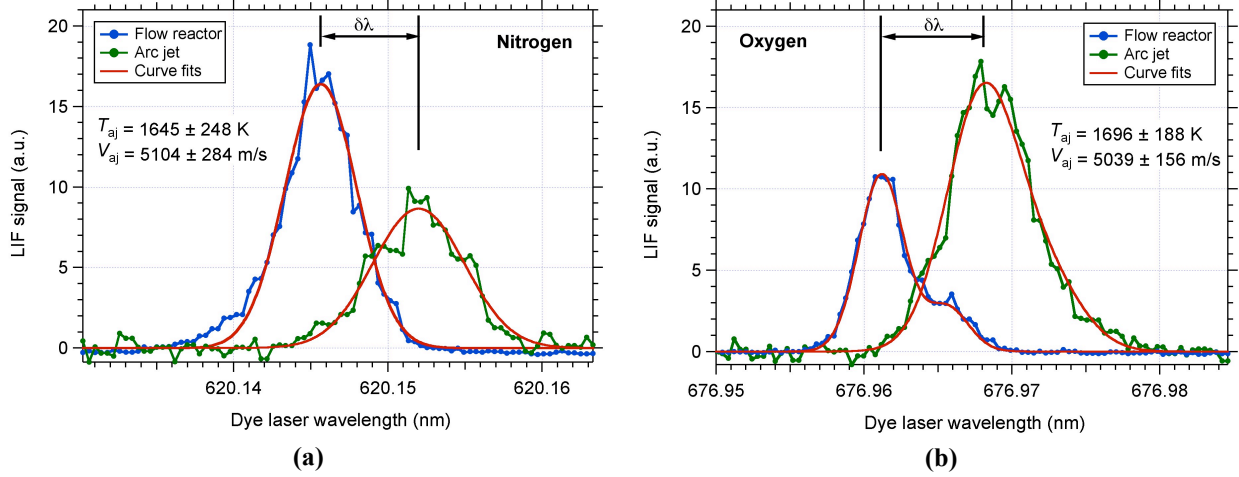 δλ
Nitrogen
Flow reactor
Arc jet
Curve fits
T_aj = 1645 ± 248 K
V_aj = 5104 ± 284 m/s
LIF signal (a.u.)
20
15
10
5
0
620.14 620.15 620.16
Dye laser wavelength (nm)
(a)
Oxygen
δλ
Flow reactor
Arc jet
Curve fits
T_aj = 1696 ± 188 K
V_aj = 5039 ± 156 m/s
LIF signal (a.u.)
20
15
10
5
0
676.95 676.96 676.97 676.98
Dye laser wavelength (nm)
(b)